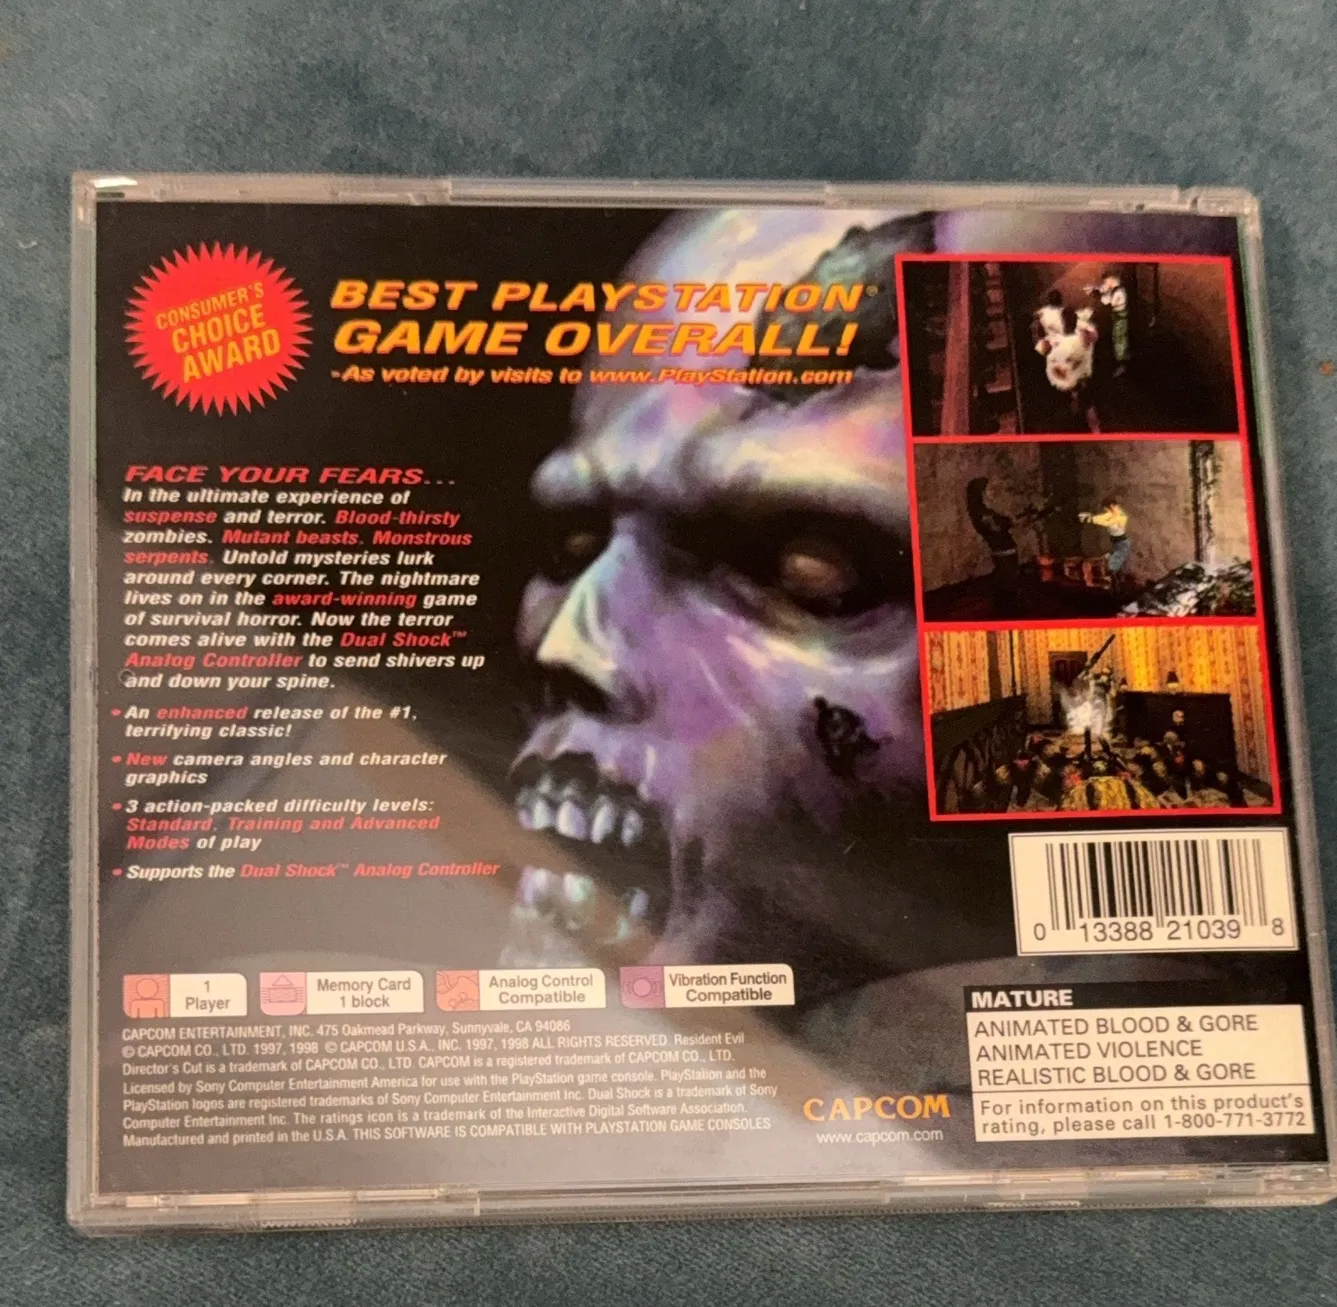 CONSUMER'S
CHOICE
AWARD
BEST PLAYSTATION®
GAME OVERALL!
-As voted by visits to www.PlayStation.com
FACE YOUR FEARS...
In the ultimate experience of
suspense and terror. Blood-thirsty
zombies. Mutant beasts. Monstrous
serpents. Untold mysteries lurk
around every corner. The nightmare
lives on in the award-winning game
of survival horror. Now the terror
comes alive with the Dual Shock™
Analog Controller to send shivers up
and down your spine.
• An enhanced release of the #1,
terrifying classic!
• New camera angles and character
graphics
• 3 action-packed difficulty levels:
Standard, Training and Advanced
Modes of play
• Supports the Dual Shock™ Analog Controller
0 13388 21039 8
1
Player
Memory Card
1 block
Analog Control
Compatible
Vibration Function
Compatible
CAPCOM ENTERTAINMENT, INC. 475 Oakmead Parkway, Sunnyvale, CA 94086
© CAPCOM CO., LTD. 1997, 1998 © CAPCOM U.S.A., INC. 1997, 1998 ALL RIGHTS RESERVED. Resident Evil
Director's Cut is a trademark of CAPCOM CO., LTD. CAPCOM is a registered trademark of CAPCOM CO., LTD.
Licensed by Sony Computer Entertainment America for use with the PlayStation game console. PlayStation and the
PlayStation logos are registered trademarks of Sony Computer Entertainment Inc. Dual Shock is a trademark of Sony
Computer Entertainment Inc. The ratings icon is a trademark of the Interactive Digital Software Association.
Manufactured and printed in the U.S.A. THIS SOFTWARE IS COMPATIBLE WITH PLAYSTATION GAME CONSOLES
CAPCOM
www.capcom.com
MATURE
ANIMATED BLOOD & GORE
ANIMATED VIOLENCE
REALISTIC BLOOD & GORE
For information on this product's
rating, please call 1-800-771-3772